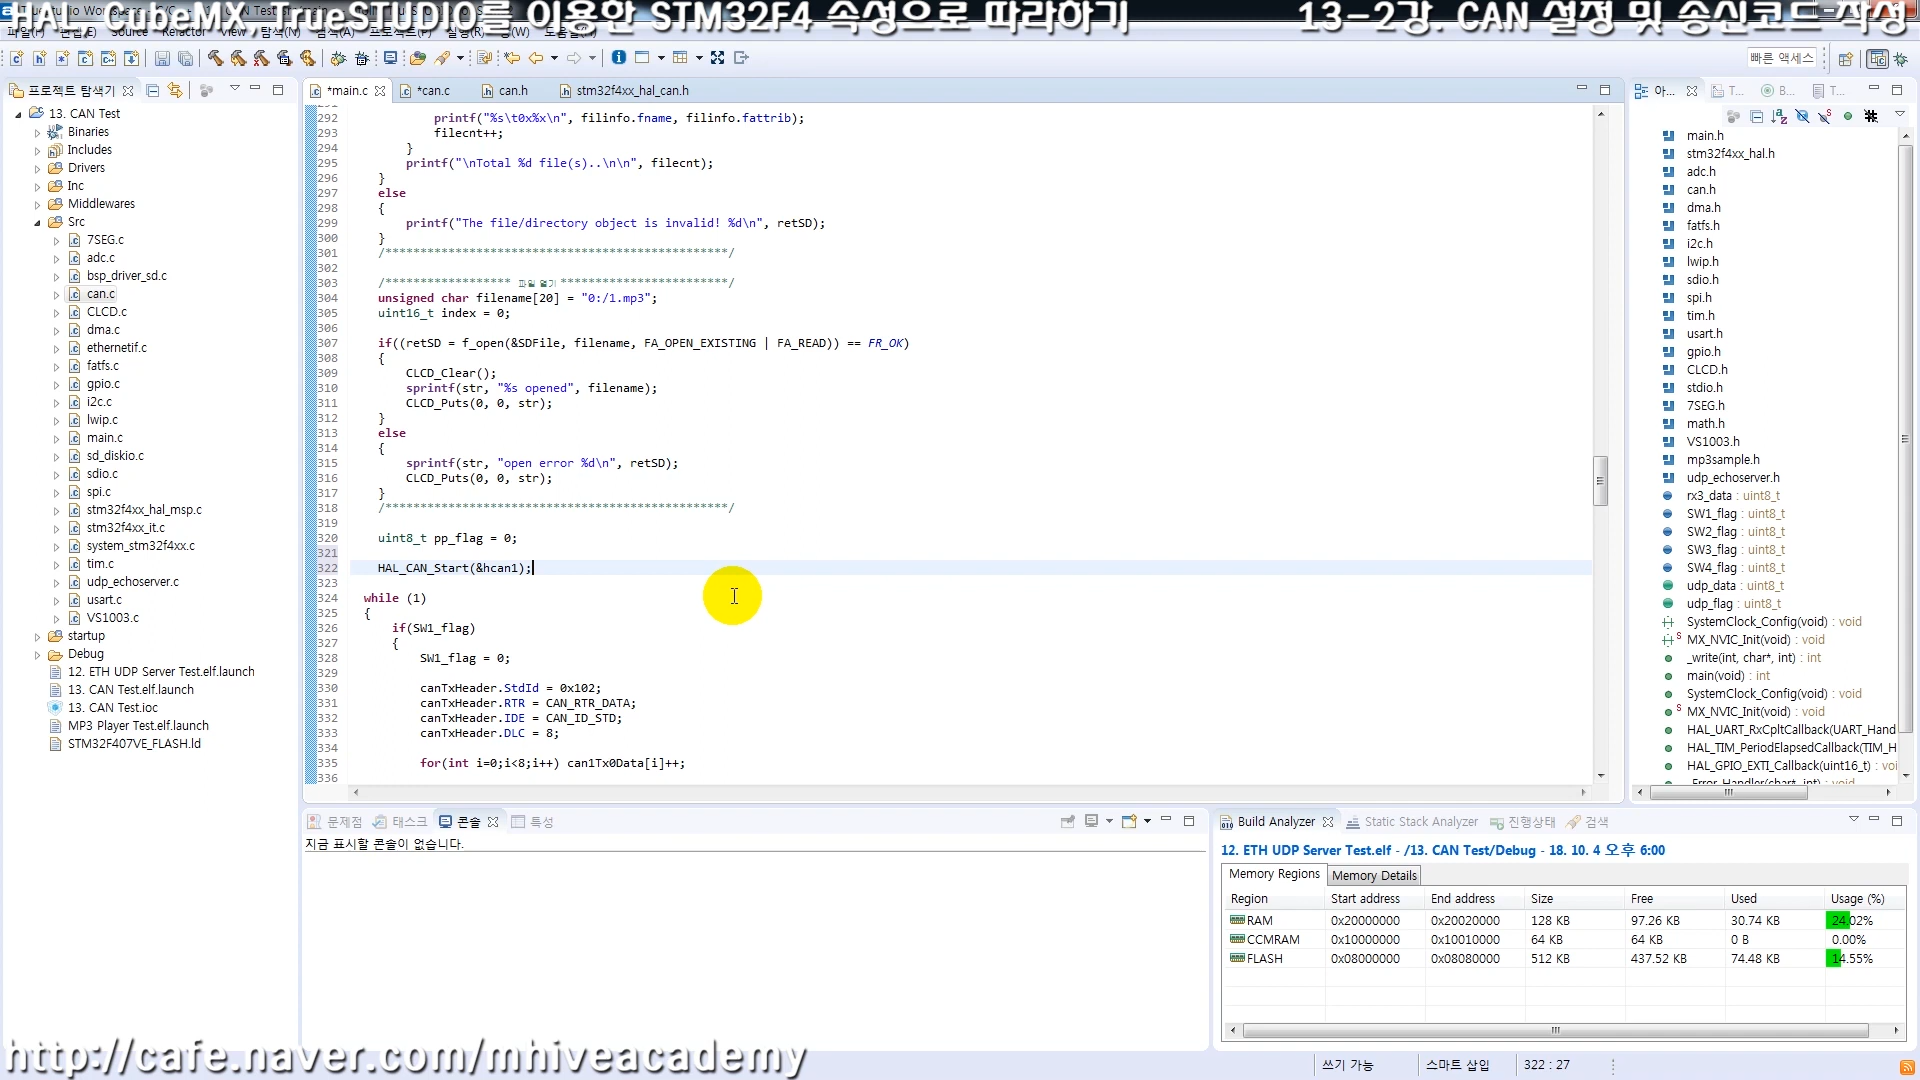 HAL, CubeMX, TrueSTUDIO를 이용한 STM32F4 속성으로 따라하기
13-2강. CAN 설정 및 송신코드 작성
빠른 액세스
프로젝트 탐색기
13. CAN Test
Binaries
Includes
Drivers
Inc
Middlewares
Src
7SEG.c
adc.c
bsp_driver_sd.c
can.c
CLCD.c
dma.c
ethernetif.c
fatfs.c
gpio.c
i2c.c
lwip.c
main.c
sd_diskio.c
sdio.c
spi.c
stm32f4xx_hal_msp.c
stm32f4xx_it.c
system_stm32f4xx.c
tim.c
udp_echoserver.c
usart.c
VS1003.c
startup
Debug
12. ETH UDP Server Test.elf.launch
13. CAN Test.elf.launch
13. CAN Test.ioc
MP3 Player Test.elf.launch
STM32F407VE_FLASH.ld
*main.c
*can.c
can.h
stm32f4xx_hal_can.h
292 printf("%s\t0x%x\n", filinfo.fname, filinfo.fattrib);
293 filecnt++;
294 }
295 printf("\nTotal %d file(s)..\n\n", filecnt);
296 }
297 else
298 {
299 printf("The file/directory object is invalid! %d\n", retSD);
300 }
301 /*************************************************/
302
303 /****************** 파일 열기 ************************/
304 unsigned char filename[20] = "0:/1.mp3";
305 uint16_t index = 0;
306
307 if((retSD = f_open(&SDFile, filename, FA_OPEN_EXISTING | FA_READ)) == FR_OK)
308 {
309 CLCD_Clear();
310 sprintf(str, "%s opened", filename);
311 CLCD_Puts(0, 0, str);
312 }
313 else
314 {
315 sprintf(str, "open error %d\n", retSD);
316 CLCD_Puts(0, 0, str);
317 }
318 /*************************************************/
319
320 uint8_t pp_flag = 0;
321
322 HAL_CAN_Start(&hcan1);
323
324 while (1)
325 {
326 if(SW1_flag)
327 {
328 SW1_flag = 0;
329
330 canTxHeader.StdId = 0x102;
331 canTxHeader.RTR = CAN_RTR_DATA;
332 canTxHeader.IDE = CAN_ID_STD;
333 canTxHeader.DLC = 8;
334
335 for(int i=0;i<8;i++) can1Tx0Data[i]++;
336
아...
T...
B...
T...
main.h
stm32f4xx_hal.h
adc.h
can.h
dma.h
fatfs.h
i2c.h
lwip.h
sdio.h
spi.h
tim.h
usart.h
gpio.h
CLCD.h
stdio.h
7SEG.h
math.h
VS1003.h
mp3sample.h
udp_echoserver.h
rx3_data : uint8_t
SW1_flag : uint8_t
SW2_flag : uint8_t
SW3_flag : uint8_t
SW4_flag : uint8_t
udp_data : uint8_t
udp_flag : uint8_t
SystemClock_Config(void) : void
MX_NVIC_Init(void) : void
_write(int, char*, int) : int
main(void) : int
SystemClock_Config(void) : void
MX_NVIC_Init(void) : void
HAL_UART_RxCpltCallback(UART_Hand
HAL_TIM_PeriodElapsedCallback(TIM_H
HAL_GPIO_EXTI_Callback(uint16_t) : voi
_Error_Handler(char*, int) : void
문제점
태스크
콘솔
특성
지금 표시할 콘솔이 없습니다.
Build Analyzer
Static Stack Analyzer
진행상태
검색
12. ETH UDP Server Test.elf - /13. CAN Test/Debug - 18. 10. 4 오후 6:00
Memory Regions
Memory Details
Region Start address End address Size Free Used Usage (%)
RAM 0x20000000 0x20020000 128 KB 97.26 KB 30.74 KB 24.02%
CCMRAM 0x10000000 0x10010000 64 KB 64 KB 0 B 0.00%
FLASH 0x08000000 0x08080000 512 KB 437.52 KB 74.48 KB 14.55%
http://cafe.naver.com/mhiveacademy
쓰기 가능
스마트 삽입
322 : 27